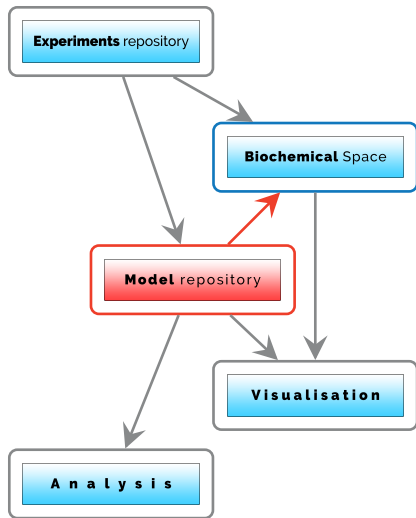 Experiments repository
Biochemical Space
Model repository
Visualisation
Analysis